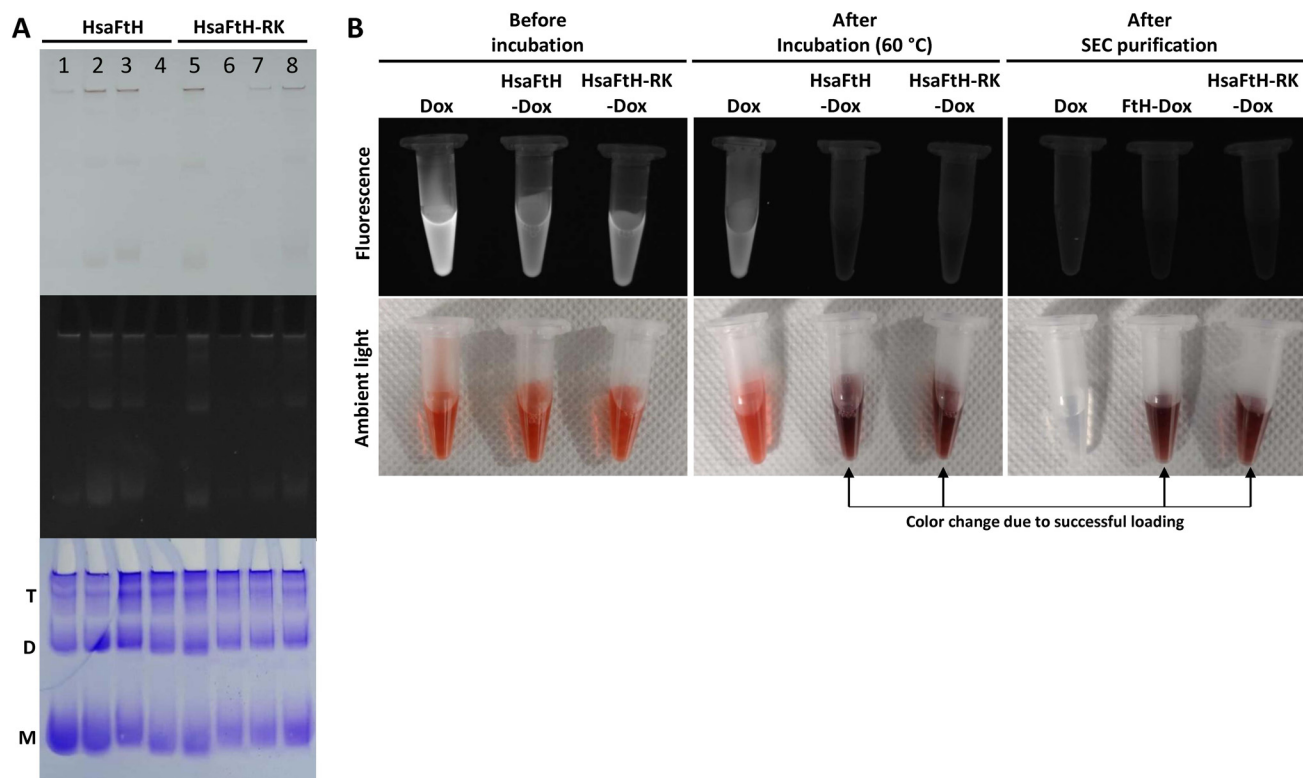 A
HsaFtH
HsaFtH-RK
1 2 3 4 5 6 7 8
T
D
M
B
Before
incubation
After
Incubation (60 °C)
After
SEC purification
Dox
HsaFtH
-Dox
HsaFtH-RK
-Dox
Dox
HsaFtH
-Dox
HsaFtH-RK
-Dox
Dox
FtH-Dox
HsaFtH-RK
-Dox
Fluorescence
Ambient light
Color change due to successful loading